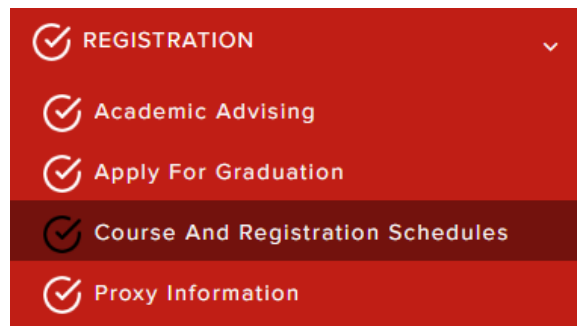 REGISTRATION
Academic Advising
Apply For Graduation
Course And Registration Schedules
Proxy Information